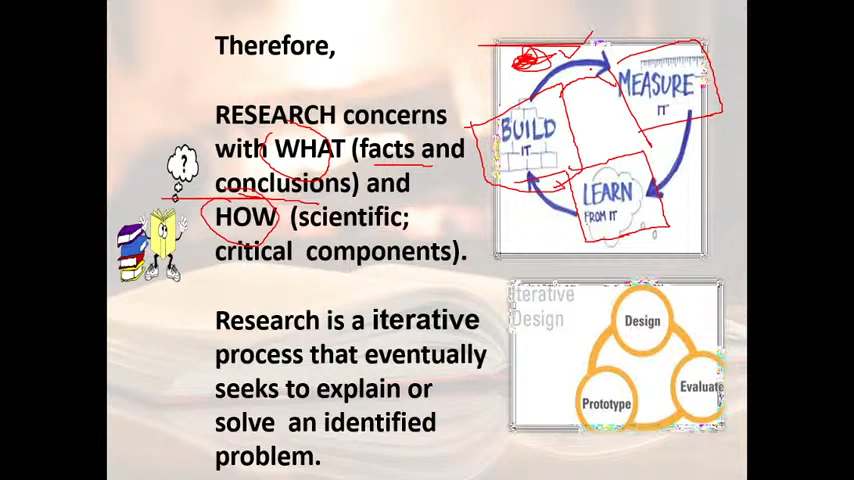 Therefore,
RESEARCH concerns
with WHAT (facts and
conclusions) and
HOW (scientific;
critical components).
Research is a iterative
process that eventually
seeks to explain or
solve an identified
problem.
?
MEASURE
IT
BUILD
IT
LEARN
FROM IT
Iterative
Design
Design
Prototype
Evaluate